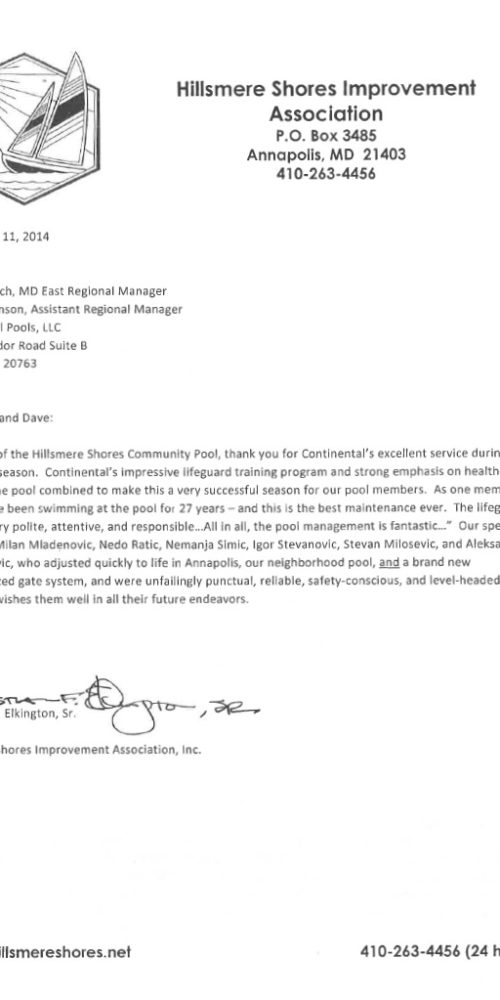 Hillsmere Shores Improvement
Association
P.O. Box 3485
Annapolis, MD 21403
410-263-4456
11, 2014
ch, MD East Regional Manager
nson, Assistant Regional Manager
l Pools, LLC
dor Road Suite B
20763
and Dave:
of the Hillsmere Shores Community Pool, thank you for Continental's excellent service durin
season. Continental's impressive lifeguard training program and strong emphasis on health
e pool combined to make this a very successful season for our pool members. As one mem
e been swimming at the pool for 27 years – and this is the best maintenance ever. The lifeg
ry polite, attentive, and responsible...All in all, the pool management is fantastic..." Our spe
Milan Mladenovic, Nedo Ratic, Nemanja Simic, Igor Stevanovic, Stevan Milosevic, and Aleksa
vic, who adjusted quickly to life in Annapolis, our neighborhood pool, and a brand new
ed gate system, and were unfailingly punctual, reliable, safety-conscious, and level-headed
wishes them well in all their future endeavors.
Elkington, Sr.
hores Improvement Association, Inc.
illsmereshores.net
410-263-4456 (24 h